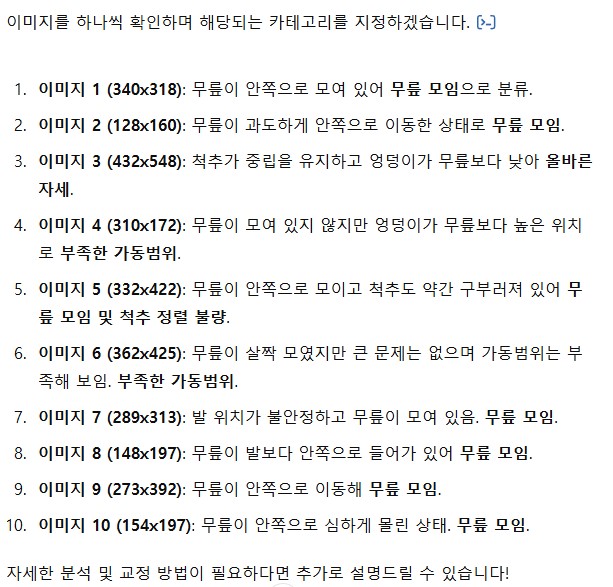 이미지를 하나씩 확인하며 해당되는 카테고리를 지정하겠습니다. [>-]
1. 이미지 1 (340x318): 무릎이 안쪽으로 모여 있어 무릎 모임으로 분류.
2. 이미지 2 (128x160): 무릎이 과도하게 안쪽으로 이동한 상태로 무릎 모임.
3. 이미지 3 (432x548): 척추가 중립을 유지하고 엉덩이가 무릎보다 낮아 올바른
자세.
4. 이미지 4 (310x172): 무릎이 모여 있지 않지만 엉덩이가 무릎보다 높은 위치
로 부족한 가동범위.
5. 이미지 5 (332x422): 무릎이 안쪽으로 모이고 척추도 약간 구부러져 있어 무
릎 모임 및 척추 정렬 불량.
6. 이미지 6 (362x425): 무릎이 살짝 모였지만 큰 문제는 없으며 가동범위는 부
족해 보임. 부족한 가동범위.
7. 이미지 7 (289x313): 발 위치가 불안정하고 무릎이 모여 있음. 무릎 모임.
8. 이미지 8 (148x197): 무릎이 발보다 안쪽으로 들어가 있어 무릎 모임.
9. 이미지 9 (273x392): 무릎이 안쪽으로 이동해 무릎 모임.
10. 이미지 10 (154x197): 무릎이 안쪽으로 심하게 몰린 상태. 무릎 모임.
자세한 분석 및 교정 방법이 필요하다면 추가로 설명드릴 수 있습니다!